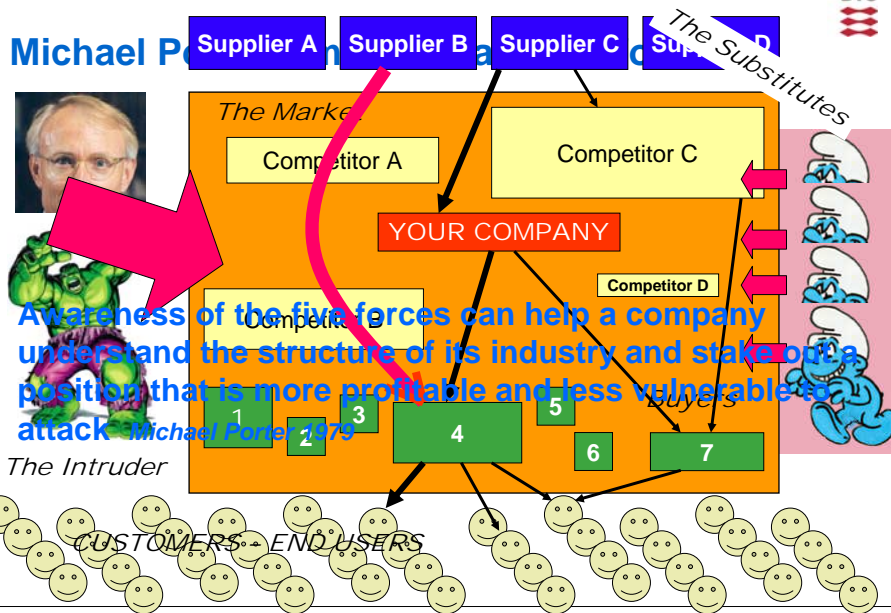 Supplier A
Supplier B
Supplier C
Michael
The Substitutes
The Market
Competitor A
Competitor C
YOUR COMPANY
Competitor D
Competitor B
Awareness of the five forces can help a company
understand the structure of its industry and stake out a
position that is more profitable and less vulnerable to
attack Michael Porter 1979
Buyers
1
2
3
4
5
6
7
The Intruder
CUSTOMERS - END USERS